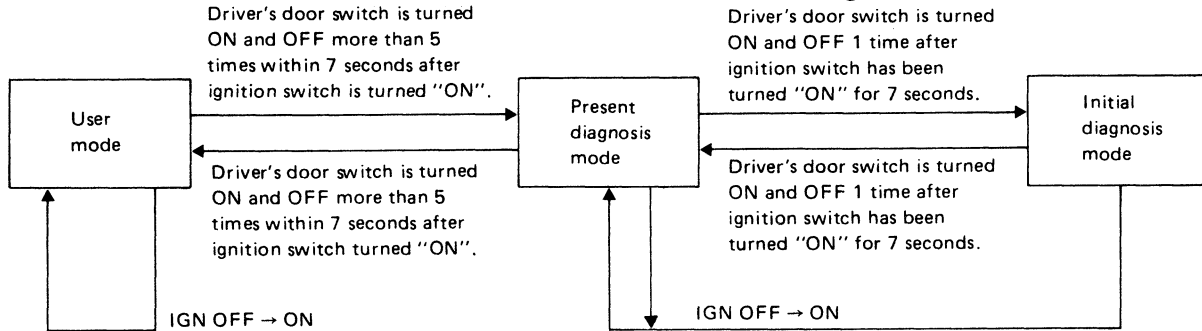 Driver's door switch is turned
ON and OFF more than 5
times within 7 seconds after
ignition switch is turned "ON".
Driver's door switch is turned
ON and OFF 1 time after
ignition switch has been
turned "ON" for 7 seconds.
User
mode
Present
diagnosis
mode
Initial
diagnosis
mode
Driver's door switch is turned
ON and OFF more than 5
times within 7 seconds after
ignition switch turned "ON".
Driver's door switch is turned
ON and OFF 1 time after
ignition switch has been
turned "ON" for 7 seconds.
IGN OFF → ON
IGN OFF → ON